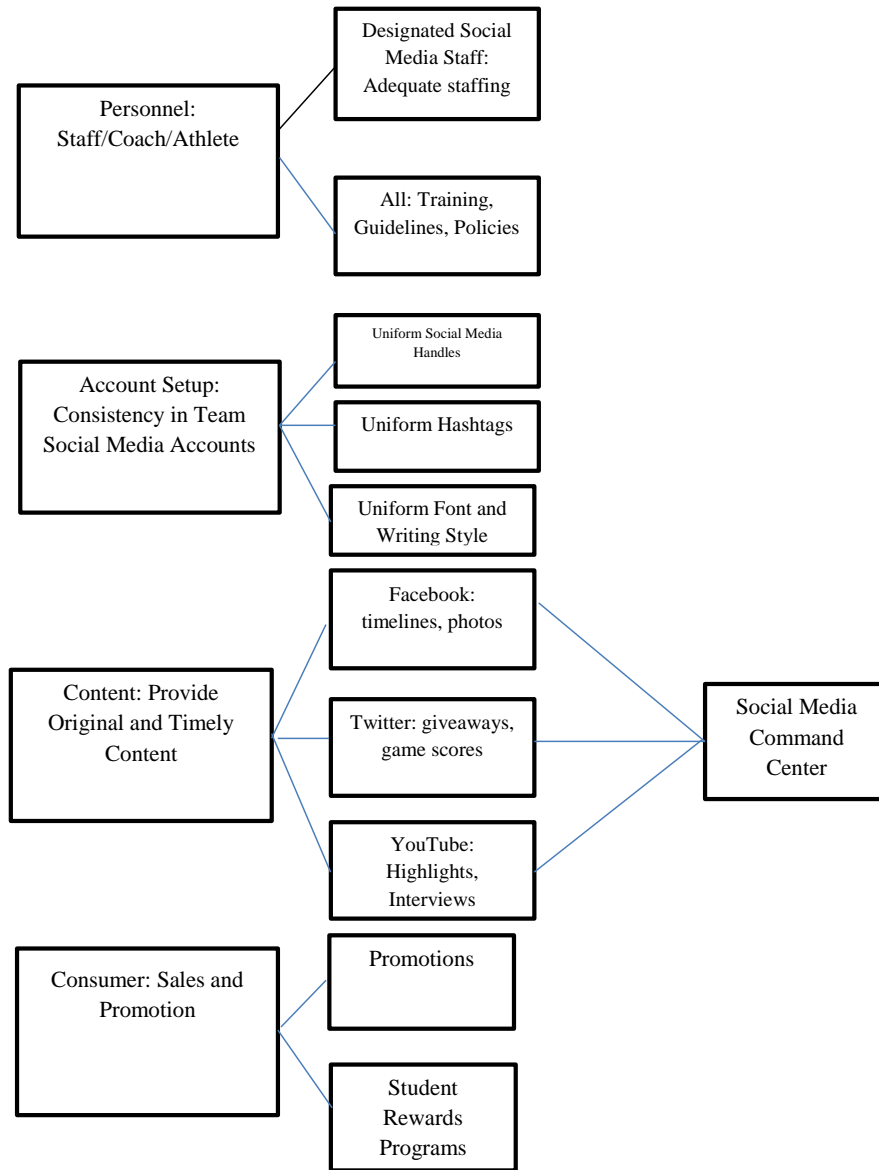 Designated Social
Media Staff:
Adequate staffing
Personnel:
Staff/Coach/Athlete
All: Training,
Guidelines, Policies
Uniform Social Media
Handles
Account Setup:
Consistency in Team
Social Media Accounts
Uniform Hashtags
Uniform Font and
Writing Style
Facebook:
timelines, photos
Content: Provide
Original and Timely
Content
Twitter: giveaways,
game scores
Social Media
Command
Center
YouTube:
Highlights,
Interviews
Consumer: Sales and
Promotion
Promotions
Student
Rewards
Programs